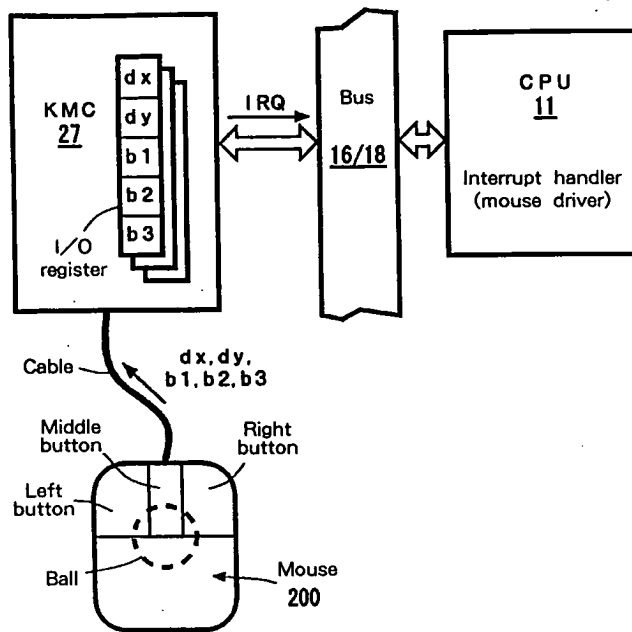 KMC
27
dx
dy
b1
b2
b3
I/O
register
IRQ
Bus
16/18
CPU
11
Interrupt handler
(mouse driver)
Cable
dx, dy,
b1, b2, b3
Middle
button
Right
button
Left
button
Ball
Mouse
200